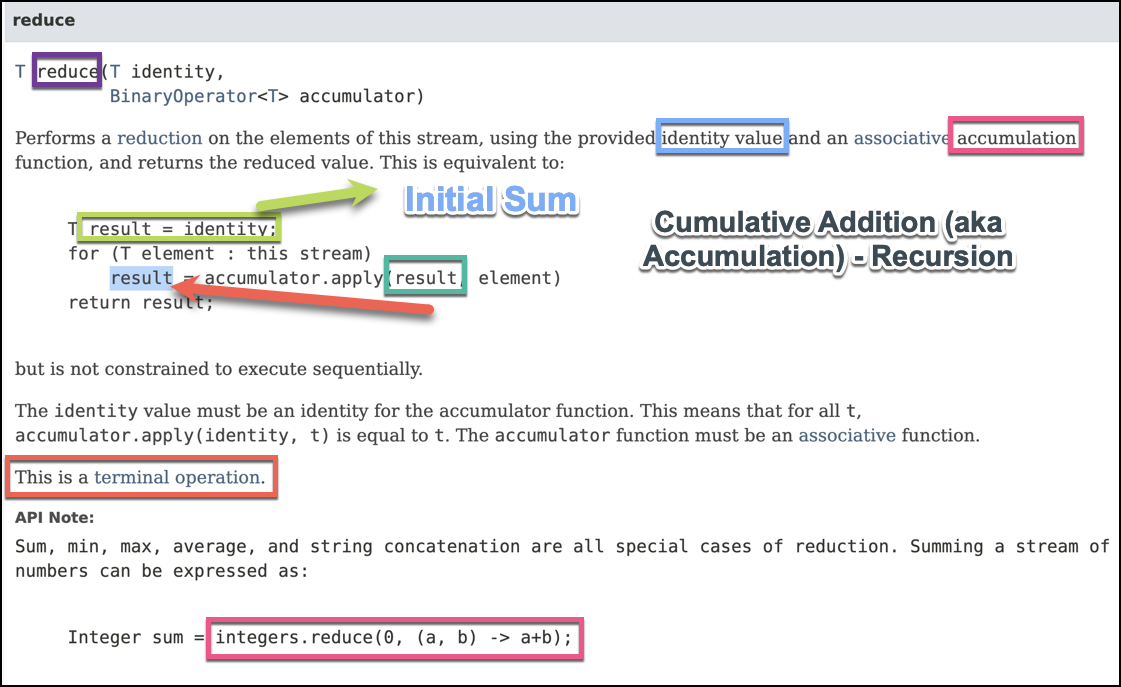 reduce
T reduce(T identity,
BinaryOperator<T> accumulator)
Performs a reduction on the elements of this stream, using the provided identity value and an associative accumulation
function, and returns the reduced value. This is equivalent to:
Initial Sum
T result = identity;
Cumulative Addition (aka
Accumulation) - Recursion
for (T element : this stream)
result = accumulator.apply(result, element)
return result;
but is not constrained to execute sequentially.
The identity value must be an identity for the accumulator function. This means that for all t,
accumulator.apply(identity, t) is equal to t. The accumulator function must be an associative function.
This is a terminal operation.
API Note:
Sum, min, max, average, and string concatenation are all special cases of reduction. Summing a stream of
numbers can be expressed as:
Integer sum = integers.reduce(0, (a, b) -> a+b);